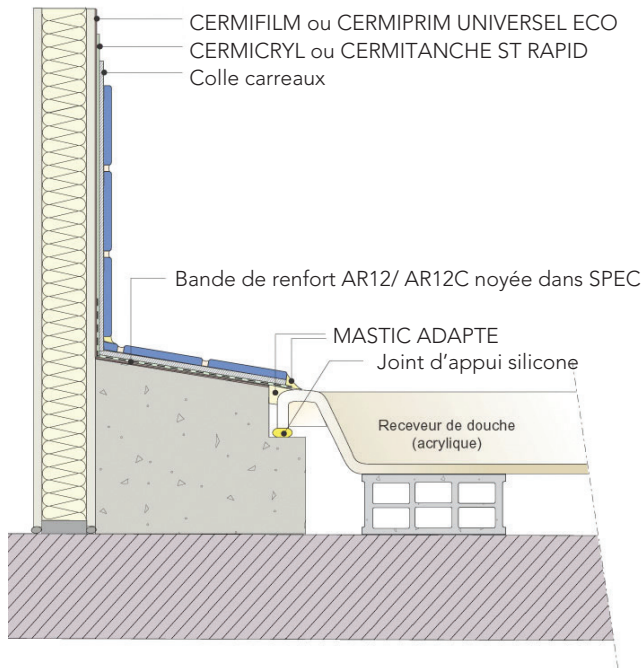 CERMIFILM ou CERMIPRIM UNIVERSEL ECO
CERMICRYL ou CERMITANCHE ST RAPID
Colle carreaux
Bande de renfort AR12/ AR12C noyée dans SPEC
MASTIC ADAPTE
Joint d'appui silicone
Receveur de douche
(acrylique)